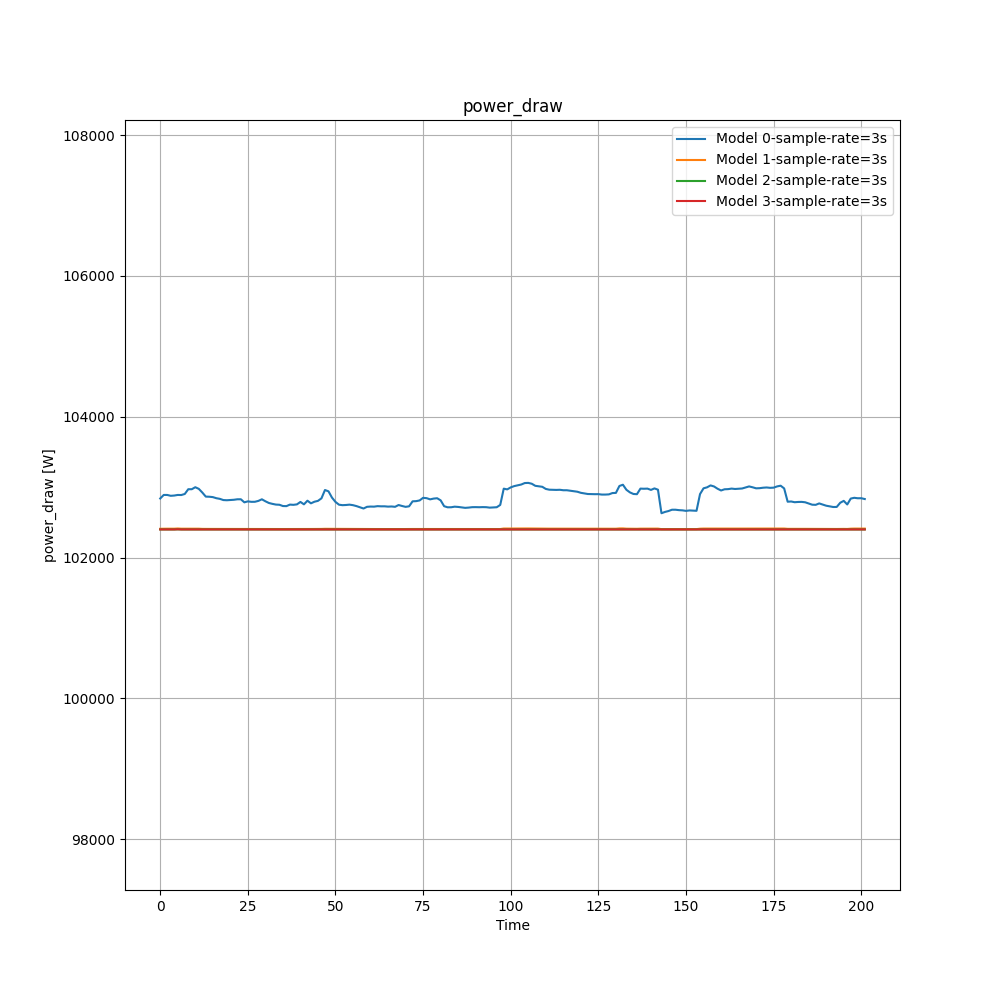 power_draw
108000
106000
104000
102000
100000
98000
power_draw [W]
Model 0-sample-rate=3s
Model 1-sample-rate=3s
Model 2-sample-rate=3s
Model 3-sample-rate=3s
0 25 50 75 100 125 150 175 200
Time